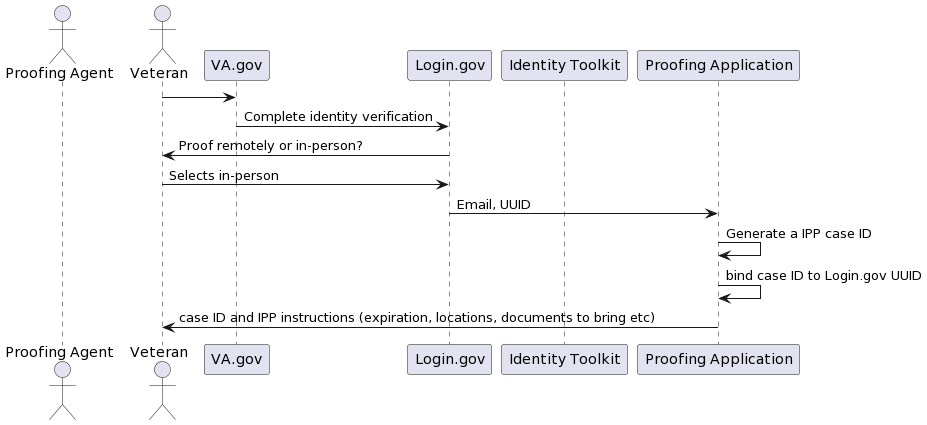 Proofing Agent
Veteran
VA.gov
Login.gov
Identity Toolkit
Proofing Application
Complete identity verification
Proof remotely or in-person?
Selects in-person
Email, UUID
Generate a IPP case ID
bind case ID to Login.gov UUID
case ID and IPP instructions (expiration, locations, documents to bring etc)
Proofing Agent
Veteran
VA.gov
Login.gov
Identity Toolkit
Proofing Application